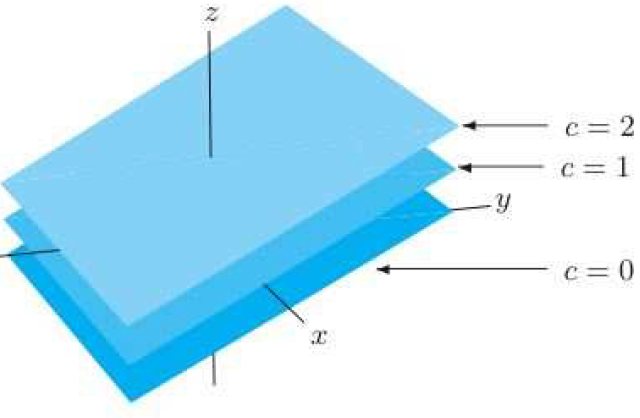 z
c = 2
c = 1
y
c = 0
x